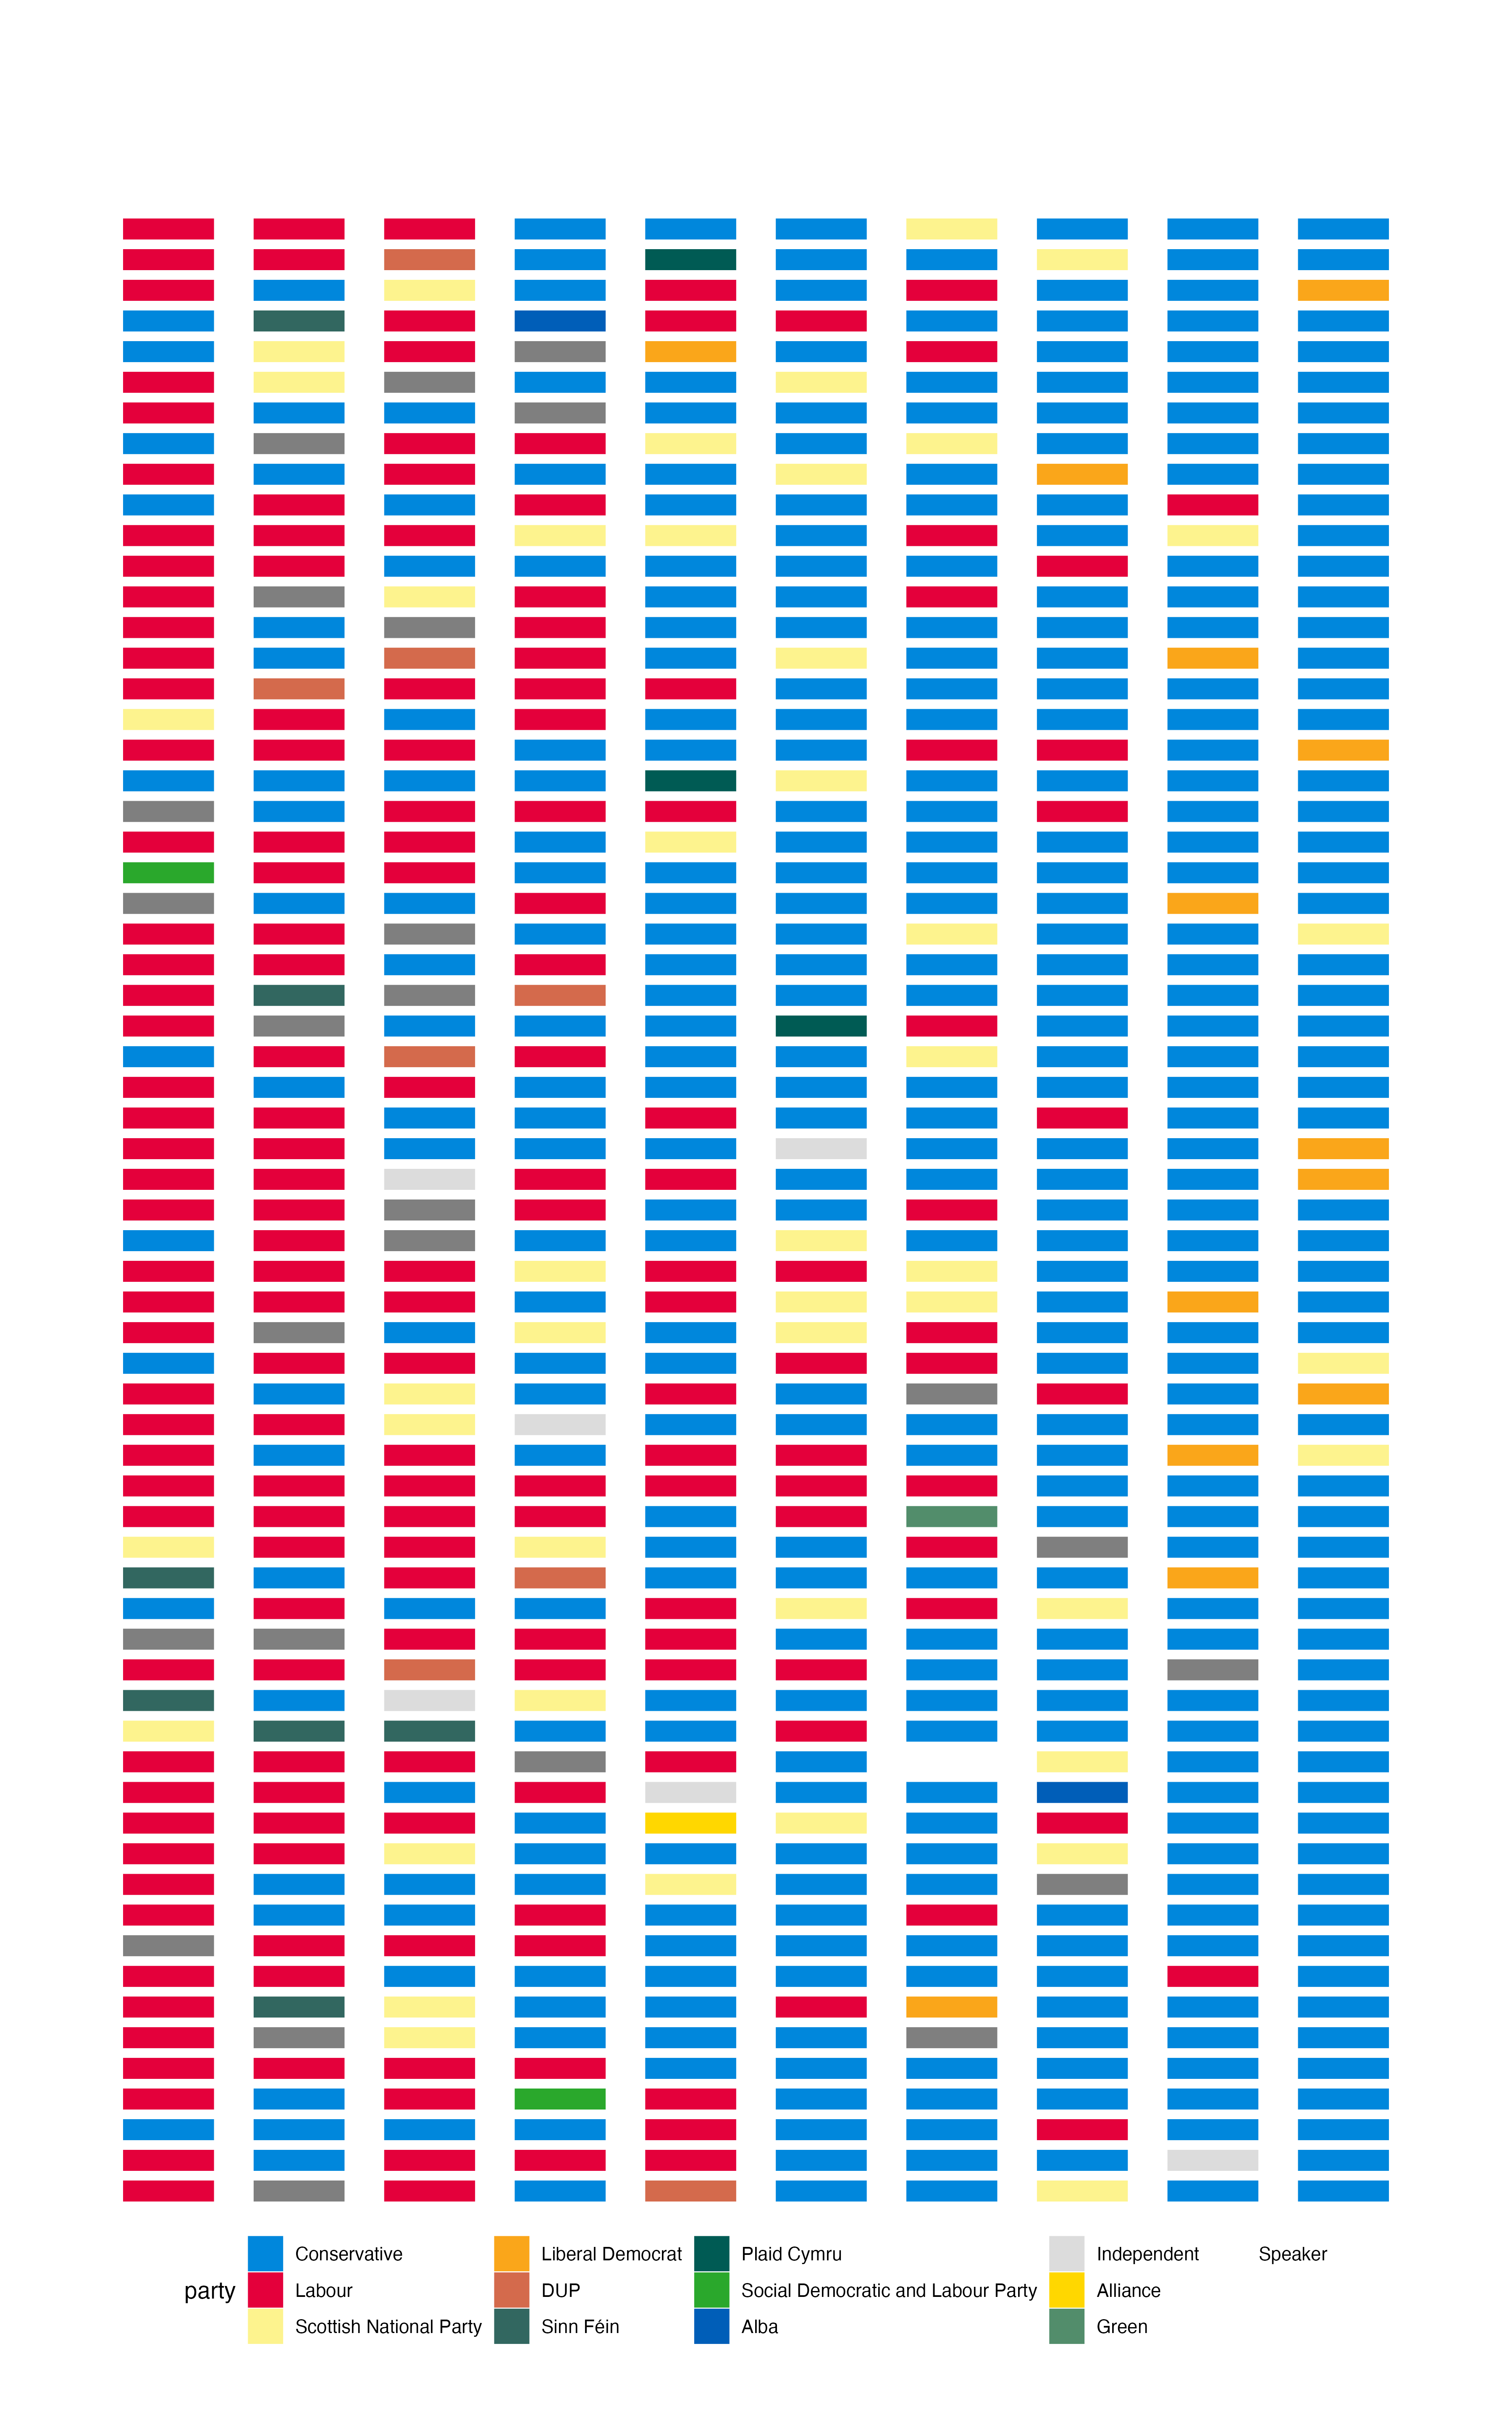 party
Conservative
Labour
Scottish National Party
Liberal Democrat
DUP
Sinn Féin
Plaid Cymru
Social Democratic and Labour Party
Alba
Independent
Alliance
Green
Speaker